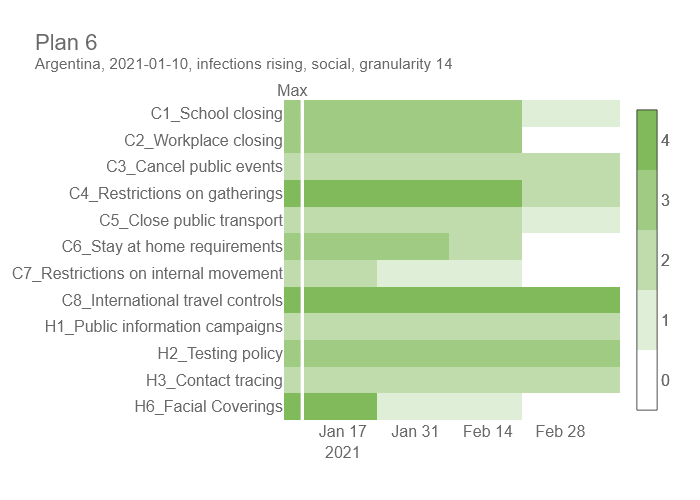 Plan 6
Argentina, 2021-01-10, infections rising, social, granularity 14
Max
C1_School closing
C2_Workplace closing
C3_Cancel public events
C4_Restrictions on gatherings
C5_Close public transport
C6_Stay at home requirements
C7_Restrictions on internal movement
C8_International travel controls
H1_Public information campaigns
H2_Testing policy
H3_Contact tracing
H6_Facial Coverings
Jan 17 Jan 31 Feb 14 Feb 28
2021
4
3
2
1
0